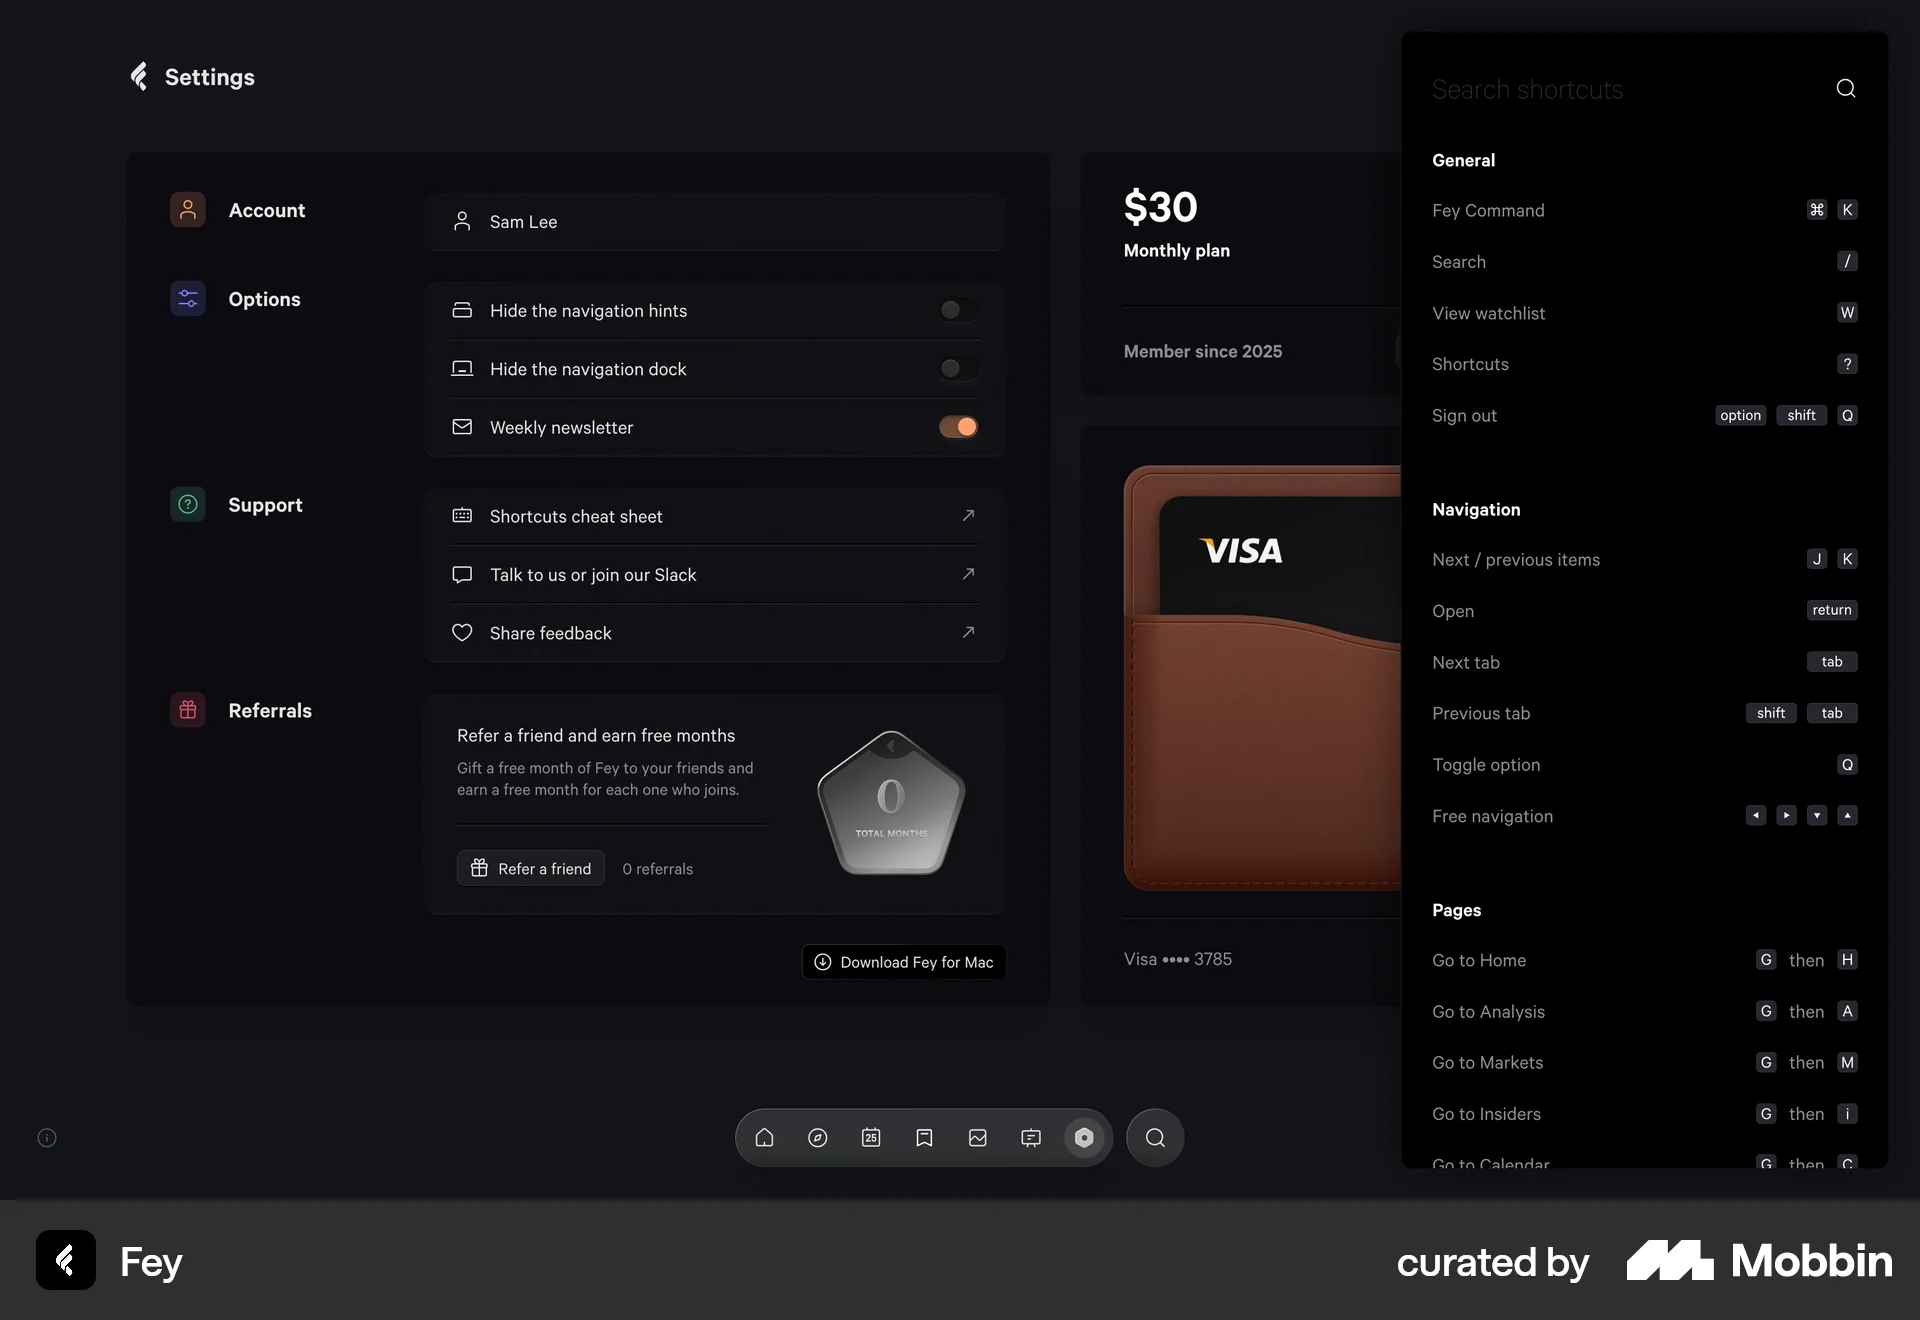 Settings
Account
Sam Lee
Options
Hide the navigation hints
Hide the navigation dock
Weekly newsletter
Support
Shortcuts cheat sheet
Talk to us or join our Slack
Share feedback
Referrals
Refer a friend and earn free months
Gift a free month of Fey to your friends and
earn a free month for each one who joins.
Refer a friend
0 referrals
0
TOTAL MONTHS
Download Fey for Mac
$30
Monthly plan
Member since 2025
VISA
Visa •••• 3785
Search shortcuts
General
Fey Command ⌘ K
Search /
View watchlist W
Shortcuts ?
Sign out option shift Q
Navigation
Next / previous items J K
Open return
Next tab tab
Previous tab shift tab
Toggle option Q
Free navigation ◂ ▸ ▾ ▴
Pages
Go to Home G then H
Go to Analysis G then A
Go to Markets G then M
Go to Insiders G then i
Go to Calendar G then C
25
Fey
curated by Mobbin